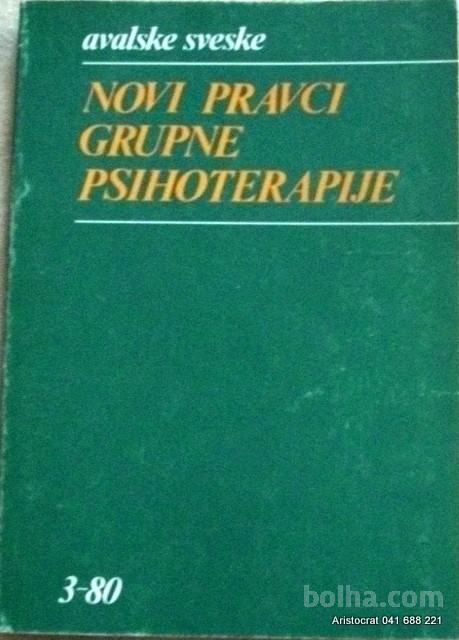 avalske sveske
NOVI PRAVCI
GRUPNE
PSIHOTERAPIJE
3-80
bolha.com
Aristocrat 041 688 221